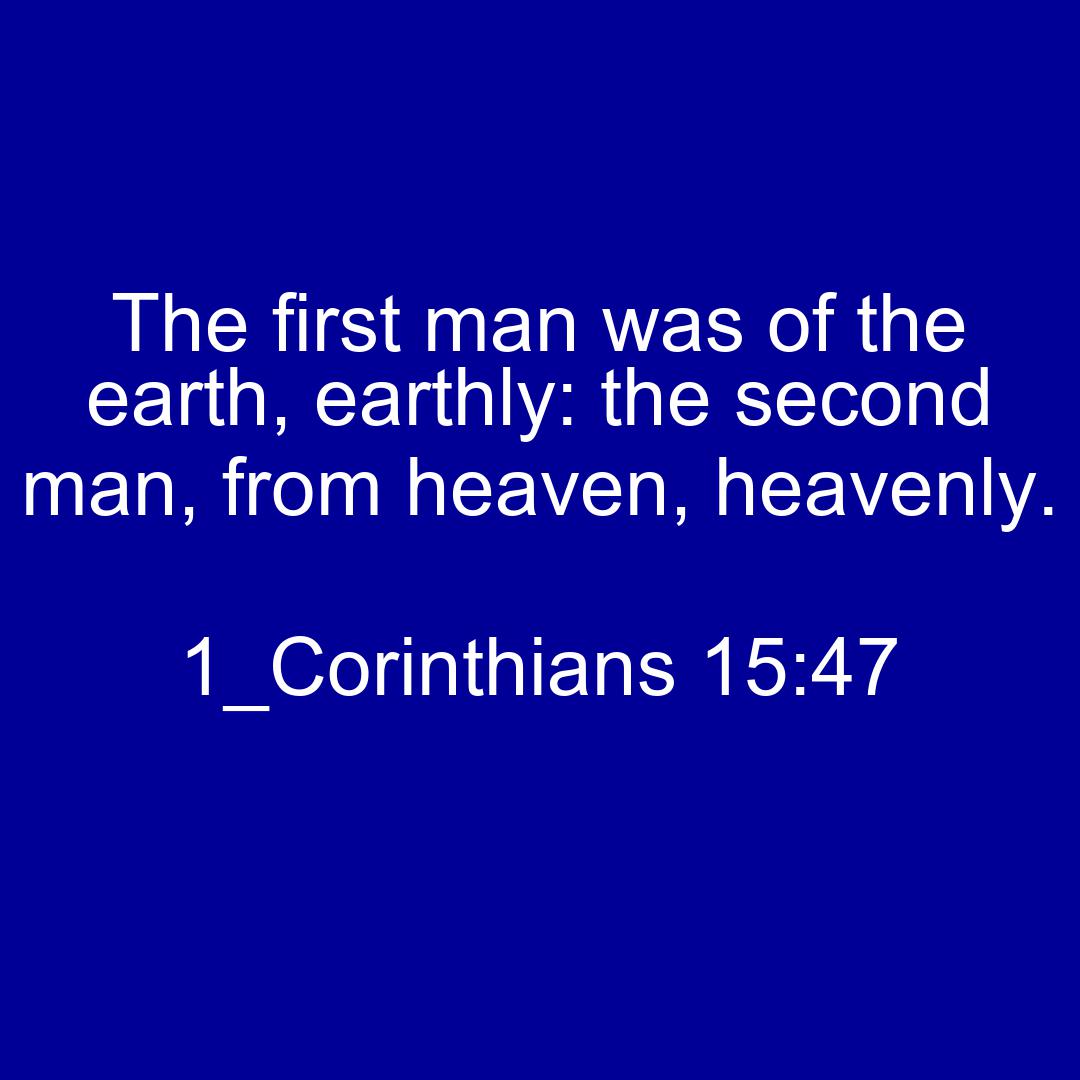 The first man was of the
earth, earthly: the second
man, from heaven, heavenly.
1_Corinthians 15:47